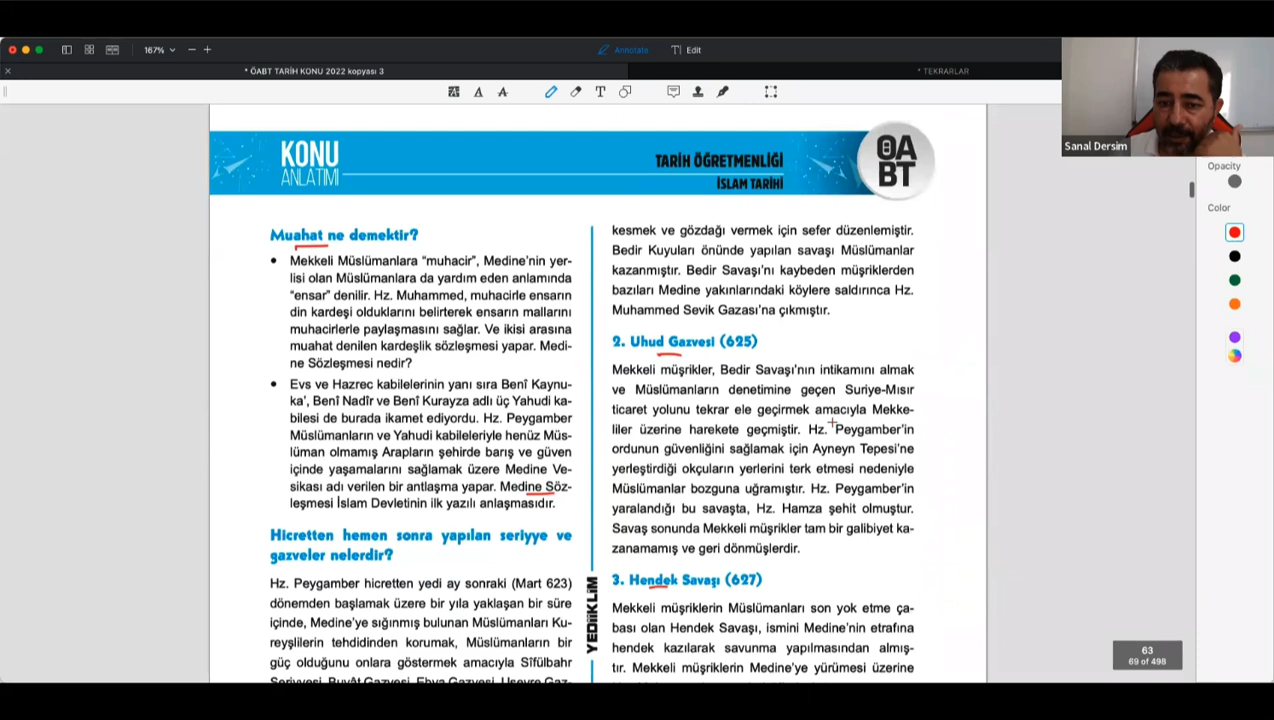 167%
Annotate
Edit
* ÖABT TARİH KONU 2022 kopyası 3
* TEKRARLAR
Sanal Dersim
Opacity
Color
KONU
ANLATIMI
TARİH ÖĞRETMENLİĞİ
İSLAM TARİHİ
ÖA
BT
Muahat ne demektir?
• Mekkeli Müslümanlara “muhacir”, Medine’nin yer-
lisi olan Müslümanlara da yardım eden anlamında
“ensar” denilir. Hz. Muhammed, muhacirle ensarın
din kardeşi olduklarını belirterek ensarın mallarını
muhacirlerle paylaşmasını sağlar. Ve ikisi arasına
muahat denilen kardeşlik sözleşmesi yapar. Medi-
ne Sözleşmesi nedir?
• Evs ve Hazrec kabilelerinin yanı sıra Benî Kaynu-
ka’, Benî Nadîr ve Benî Kurayza adlı üç Yahudi ka-
bilesi de burada ikamet ediyordu. Hz. Peygamber
Müslümanların ve Yahudi kabileleriyle henüz Müs-
lüman olmamış Arapların şehirde barış ve güven
içinde yaşamalarını sağlamak üzere Medine Ve-
sikası adı verilen bir antlaşma yapar. Medine Söz-
leşmesi İslam Devletinin ilk yazılı anlaşmasıdır.
Hicretten hemen sonra yapılan seriyye ve
gazveler nelerdir?
Hz. Peygamber hicretten yedi ay sonraki (Mart 623)
dönemden başlamak üzere bir yıla yaklaşan bir süre
içinde, Medine’ye sığınmış bulunan Müslümanları Ku-
reyşlilerin tehdidinden korumak, Müslümanların bir
güç olduğunu onlara göstermek amacıyla Sîfülbahr
Seriyyesi, Buvât Gazvesi, Ebva Gazvesi, Uşeyre Gaz-
YEDİİKLİM
kesmek ve gözdağı vermek için sefer düzenlemiştir.
Bedir Kuyuları önünde yapılan savaşı Müslümanlar
kazanmıştır. Bedir Savaşı’nı kaybeden müşriklerden
bazıları Medine yakınlarındaki köylere saldırınca Hz.
Muhammed Sevik Gazası’na çıkmıştır.
2. Uhud Gazvesi (625)
Mekkeli müşrikler, Bedir Savaşı’nın intikamını almak
ve Müslümanların denetimine geçen Suriye-Mısır
ticaret yolunu tekrar ele geçirmek amacıyla Mekke-
liler üzerine harekete geçmiştir. Hz. Peygamber’in
ordunun güvenliğini sağlamak için Ayneyn Tepesi’ne
yerleştirdiği okçuların yerlerini terk etmesi nedeniyle
Müslümanlar bozguna uğramıştır. Hz. Peygamber’in
yaralandığı bu savaşta, Hz. Hamza şehit olmuştur.
Savaş sonunda Mekkeli müşrikler tam bir galibiyet ka-
zanamamış ve geri dönmüşlerdir.
3. Hendek Savaşı (627)
Mekkeli müşriklerin Müslümanları son yok etme ça-
bası olan Hendek Savaşı, ismini Medine’nin etrafına
hendek kazılarak savunma yapılmasından almış-
tır. Mekkeli müşriklerin Medine’ye yürümesi üzerine
63
69 of 498